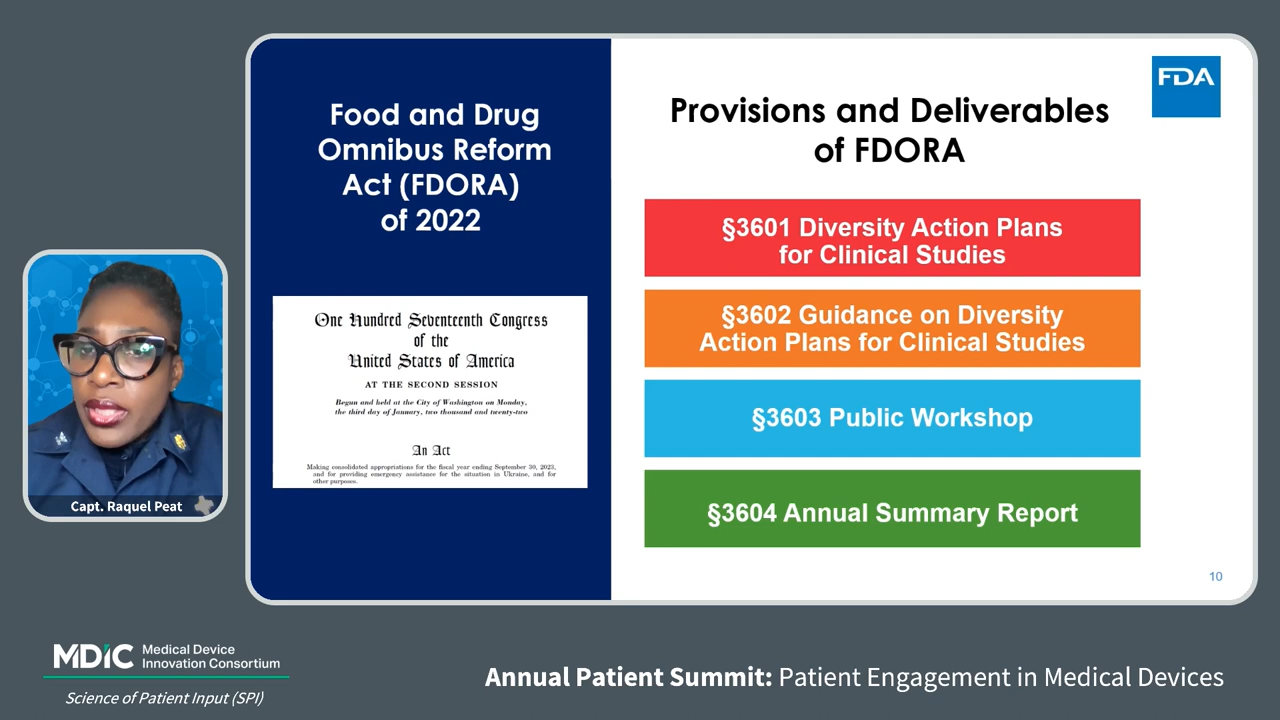 Food and Drug
Omnibus Reform
Act (FDORA)
of 2022
One Hundred Seventeenth Congress
of the
United States of America
AT THE SECOND SESSION
Begun and held at the City of Washington on Monday,
the third day of January, two thousand and twenty-two
An Act
Making consolidated appropriations for the fiscal year ending September 30, 2023,
and for providing emergency assistance for the situation in Ukraine, and for
other purposes.
FDA
Provisions and Deliverables
of FDORA
§3601 Diversity Action Plans
for Clinical Studies
§3602 Guidance on Diversity
Action Plans for Clinical Studies
§3603 Public Workshop
§3604 Annual Summary Report
10
Capt. Raquel Peat
MDIC Medical Device
Innovation Consortium
Science of Patient Input (SPI)
Annual Patient Summit: Patient Engagement in Medical Devices